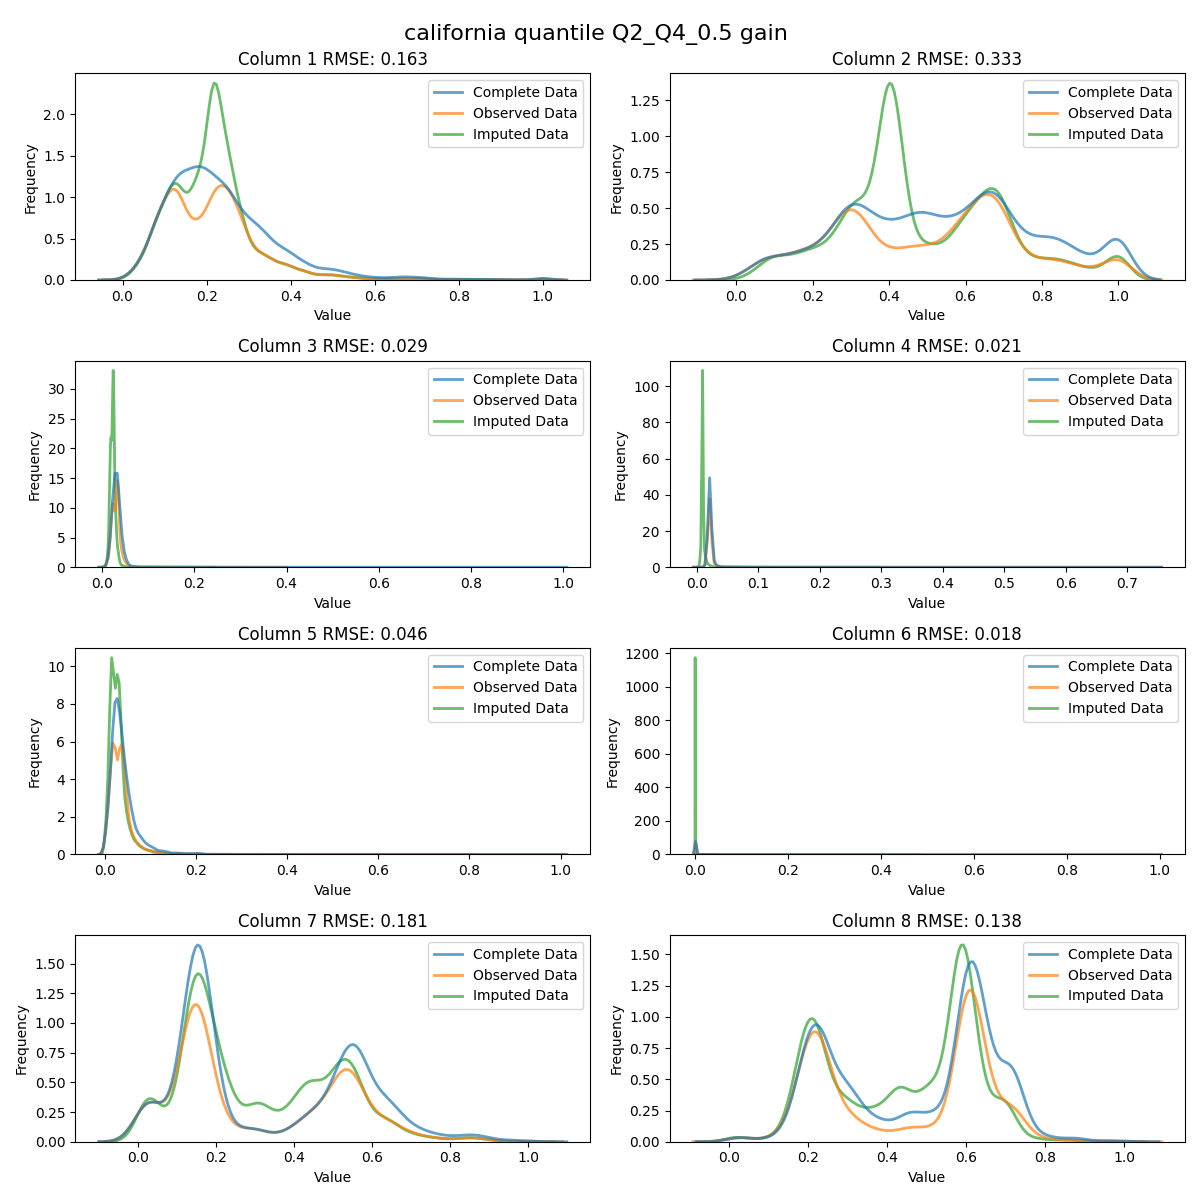 california quantile Q2_Q4_0.5 gain
Column 1 RMSE: 0.163
Frequency
2.0
1.5
1.0
0.5
0.0
0.0 0.2 0.4 0.6 0.8 1.0
Value
Complete Data
Observed Data
Imputed Data
Column 2 RMSE: 0.333
Frequency
1.25
1.00
0.75
0.50
0.25
0.00
0.0 0.2 0.4 0.6 0.8 1.0
Value
Complete Data
Observed Data
Imputed Data
Column 3 RMSE: 0.029
Frequency
30
25
20
15
10
5
0
0.0 0.2 0.4 0.6 0.8 1.0
Value
Complete Data
Observed Data
Imputed Data
Column 4 RMSE: 0.021
Frequency
100
80
60
40
20
0
0.0 0.1 0.2 0.3 0.4 0.5 0.6 0.7
Value
Complete Data
Observed Data
Imputed Data
Column 5 RMSE: 0.046
Frequency
10
8
6
4
2
0
0.0 0.2 0.4 0.6 0.8 1.0
Value
Complete Data
Observed Data
Imputed Data
Column 6 RMSE: 0.018
Frequency
1200
1000
800
600
400
200
0
0.0 0.2 0.4 0.6 0.8 1.0
Value
Complete Data
Observed Data
Imputed Data
Column 7 RMSE: 0.181
Frequency
1.50
1.25
1.00
0.75
0.50
0.25
0.00
0.0 0.2 0.4 0.6 0.8 1.0
Value
Complete Data
Observed Data
Imputed Data
Column 8 RMSE: 0.138
Frequency
1.50
1.25
1.00
0.75
0.50
0.25
0.00
0.0 0.2 0.4 0.6 0.8 1.0
Value
Complete Data
Observed Data
Imputed Data